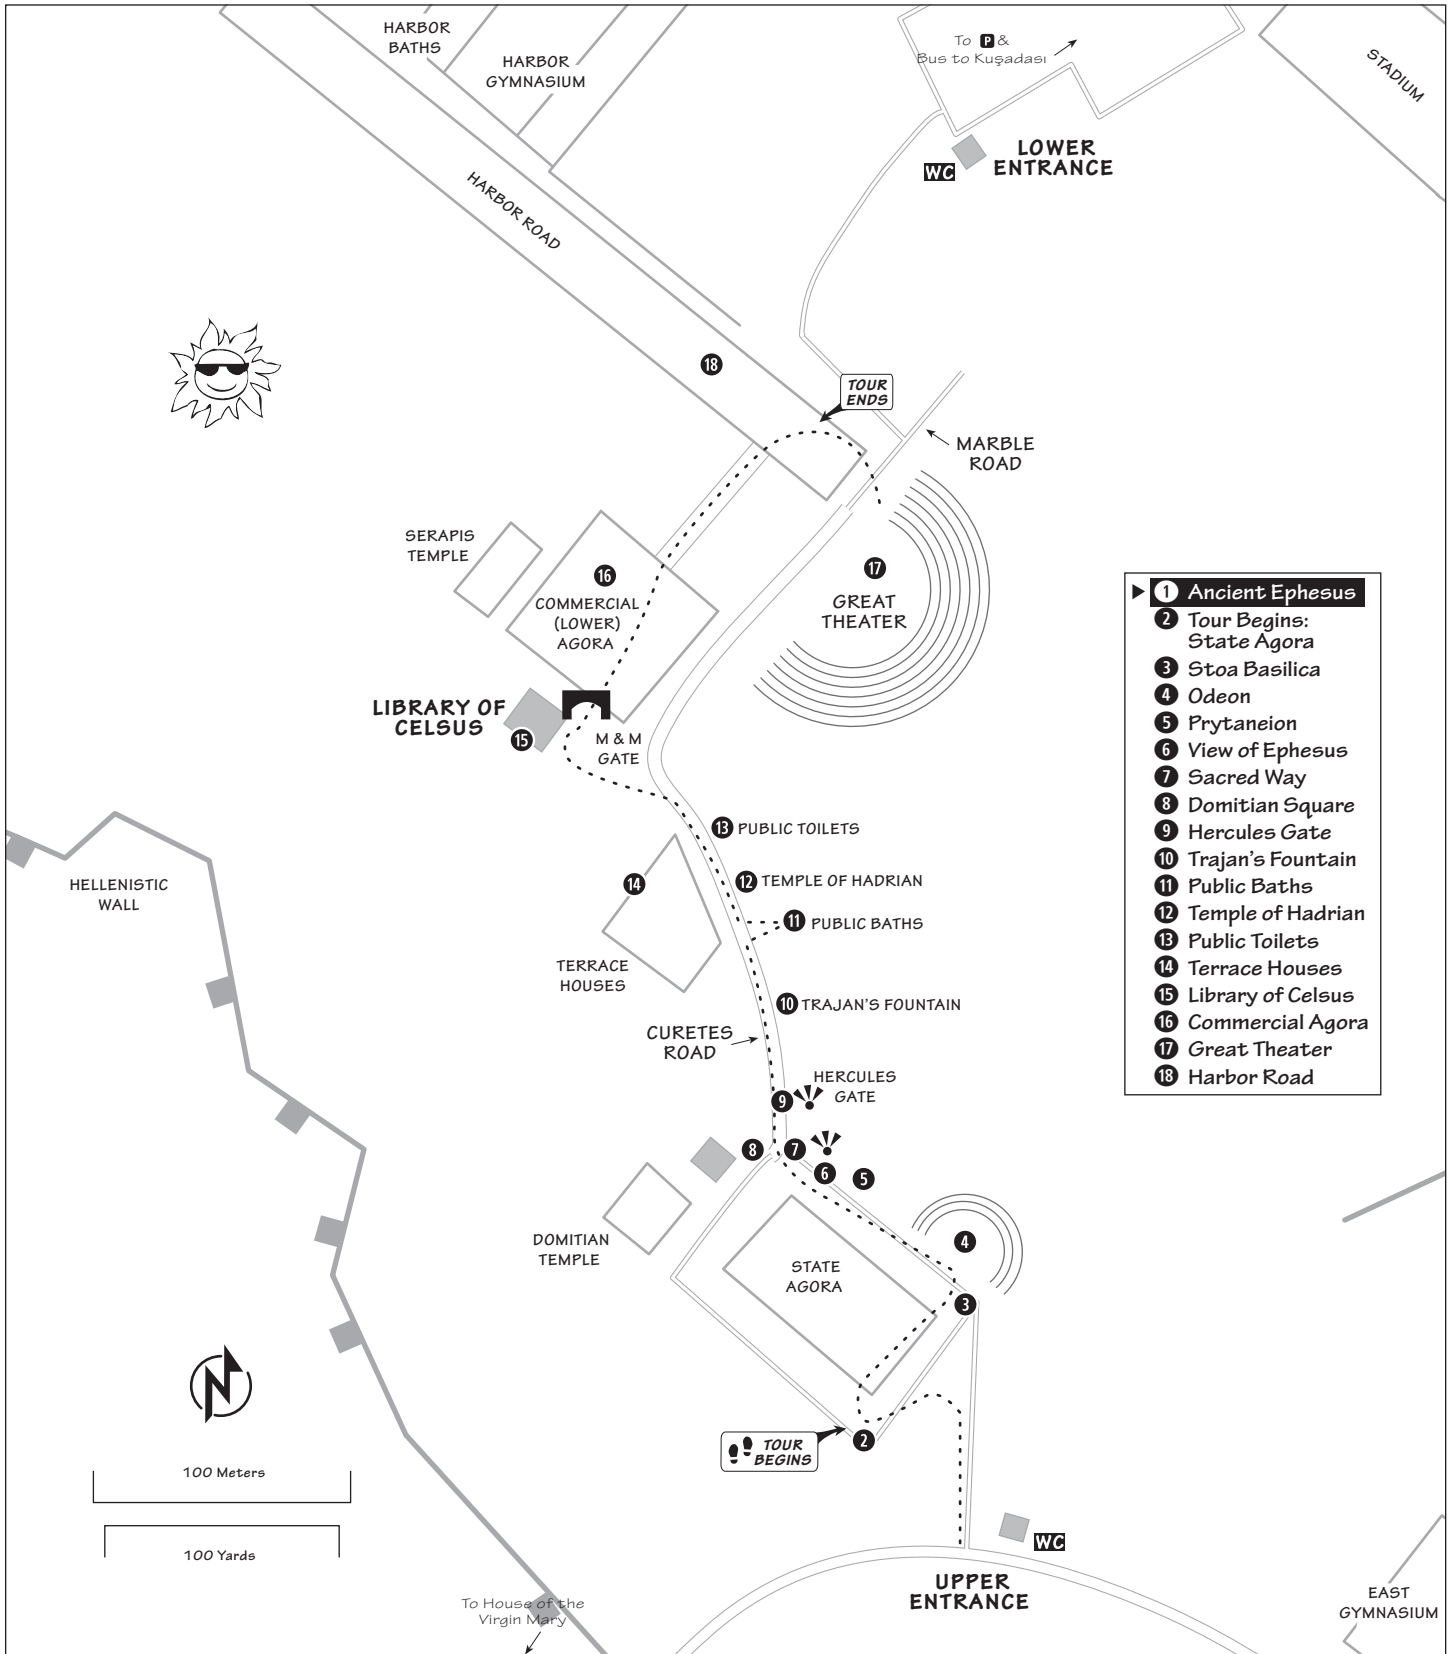 HARBOR
BATHS
HARBOR
GYMNASIUM
To P &
Bus to Kuşadası
STADIUM
LOWER
ENTRANCE
WC
HARBOR ROAD
18
TOUR
ENDS
MARBLE
ROAD
SERAPIS
TEMPLE
16
COMMERCIAL
(LOWER)
AGORA
17
GREAT
THEATER
LIBRARY OF
CELSUS
15
M & M
GATE
1 Ancient Ephesus
2 Tour Begins:
State Agora
3 Stoa Basilica
4 Odeon
5 Prytaneion
6 View of Ephesus
7 Sacred Way
8 Domitian Square
9 Hercules Gate
10 Trajan's Fountain
11 Public Baths
12 Temple of Hadrian
13 Public Toilets
14 Terrace Houses
15 Library of Celsus
16 Commercial Agora
17 Great Theater
18 Harbor Road
13 PUBLIC TOILETS
12 TEMPLE OF HADRIAN
14
11 PUBLIC BATHS
HELLENISTIC
WALL
TERRACE
HOUSES
10 TRAJAN'S FOUNTAIN
CURETES
ROAD
HERCULES
GATE
9
8
7
6
5
DOMITIAN
TEMPLE
4
STATE
AGORA
3
N
TOUR
BEGINS
2
100 Meters
100 Yards
WC
UPPER
ENTRANCE
To House of the
Virgin Mary
EAST
GYMNASIUM